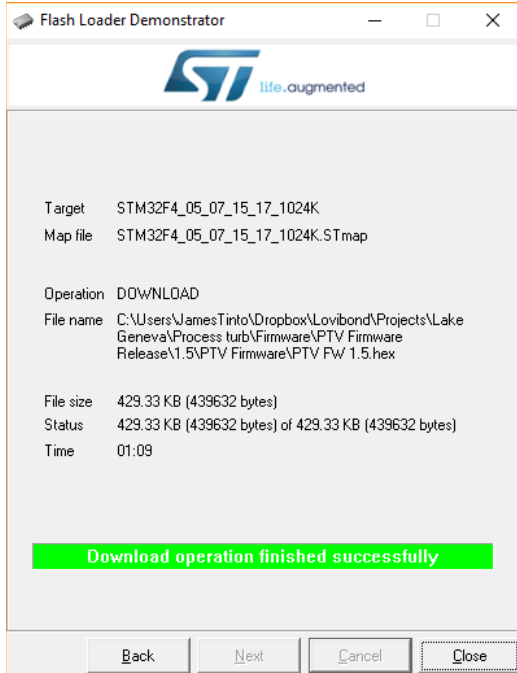 Flash Loader Demonstrator
ST
life.augmented
Target STM32F4_05_07_15_17_1024K
Map file STM32F4_05_07_15_17_1024K.STmap
Operation DOWNLOAD
File name C:\Users\JamesTinto\Dropbox\Lovibond\Projects\Lake
Geneva\Process turb\Firmware\PTV Firmware
Release\1.5\PTV Firmware\PTV FW 1.5.hex
File size 429.33 KB (439632 bytes)
Status 429.33 KB (439632 bytes) of 429.33 KB (439632 bytes)
Time 01:09
Download operation finished successfully
Back Next Cancel Close